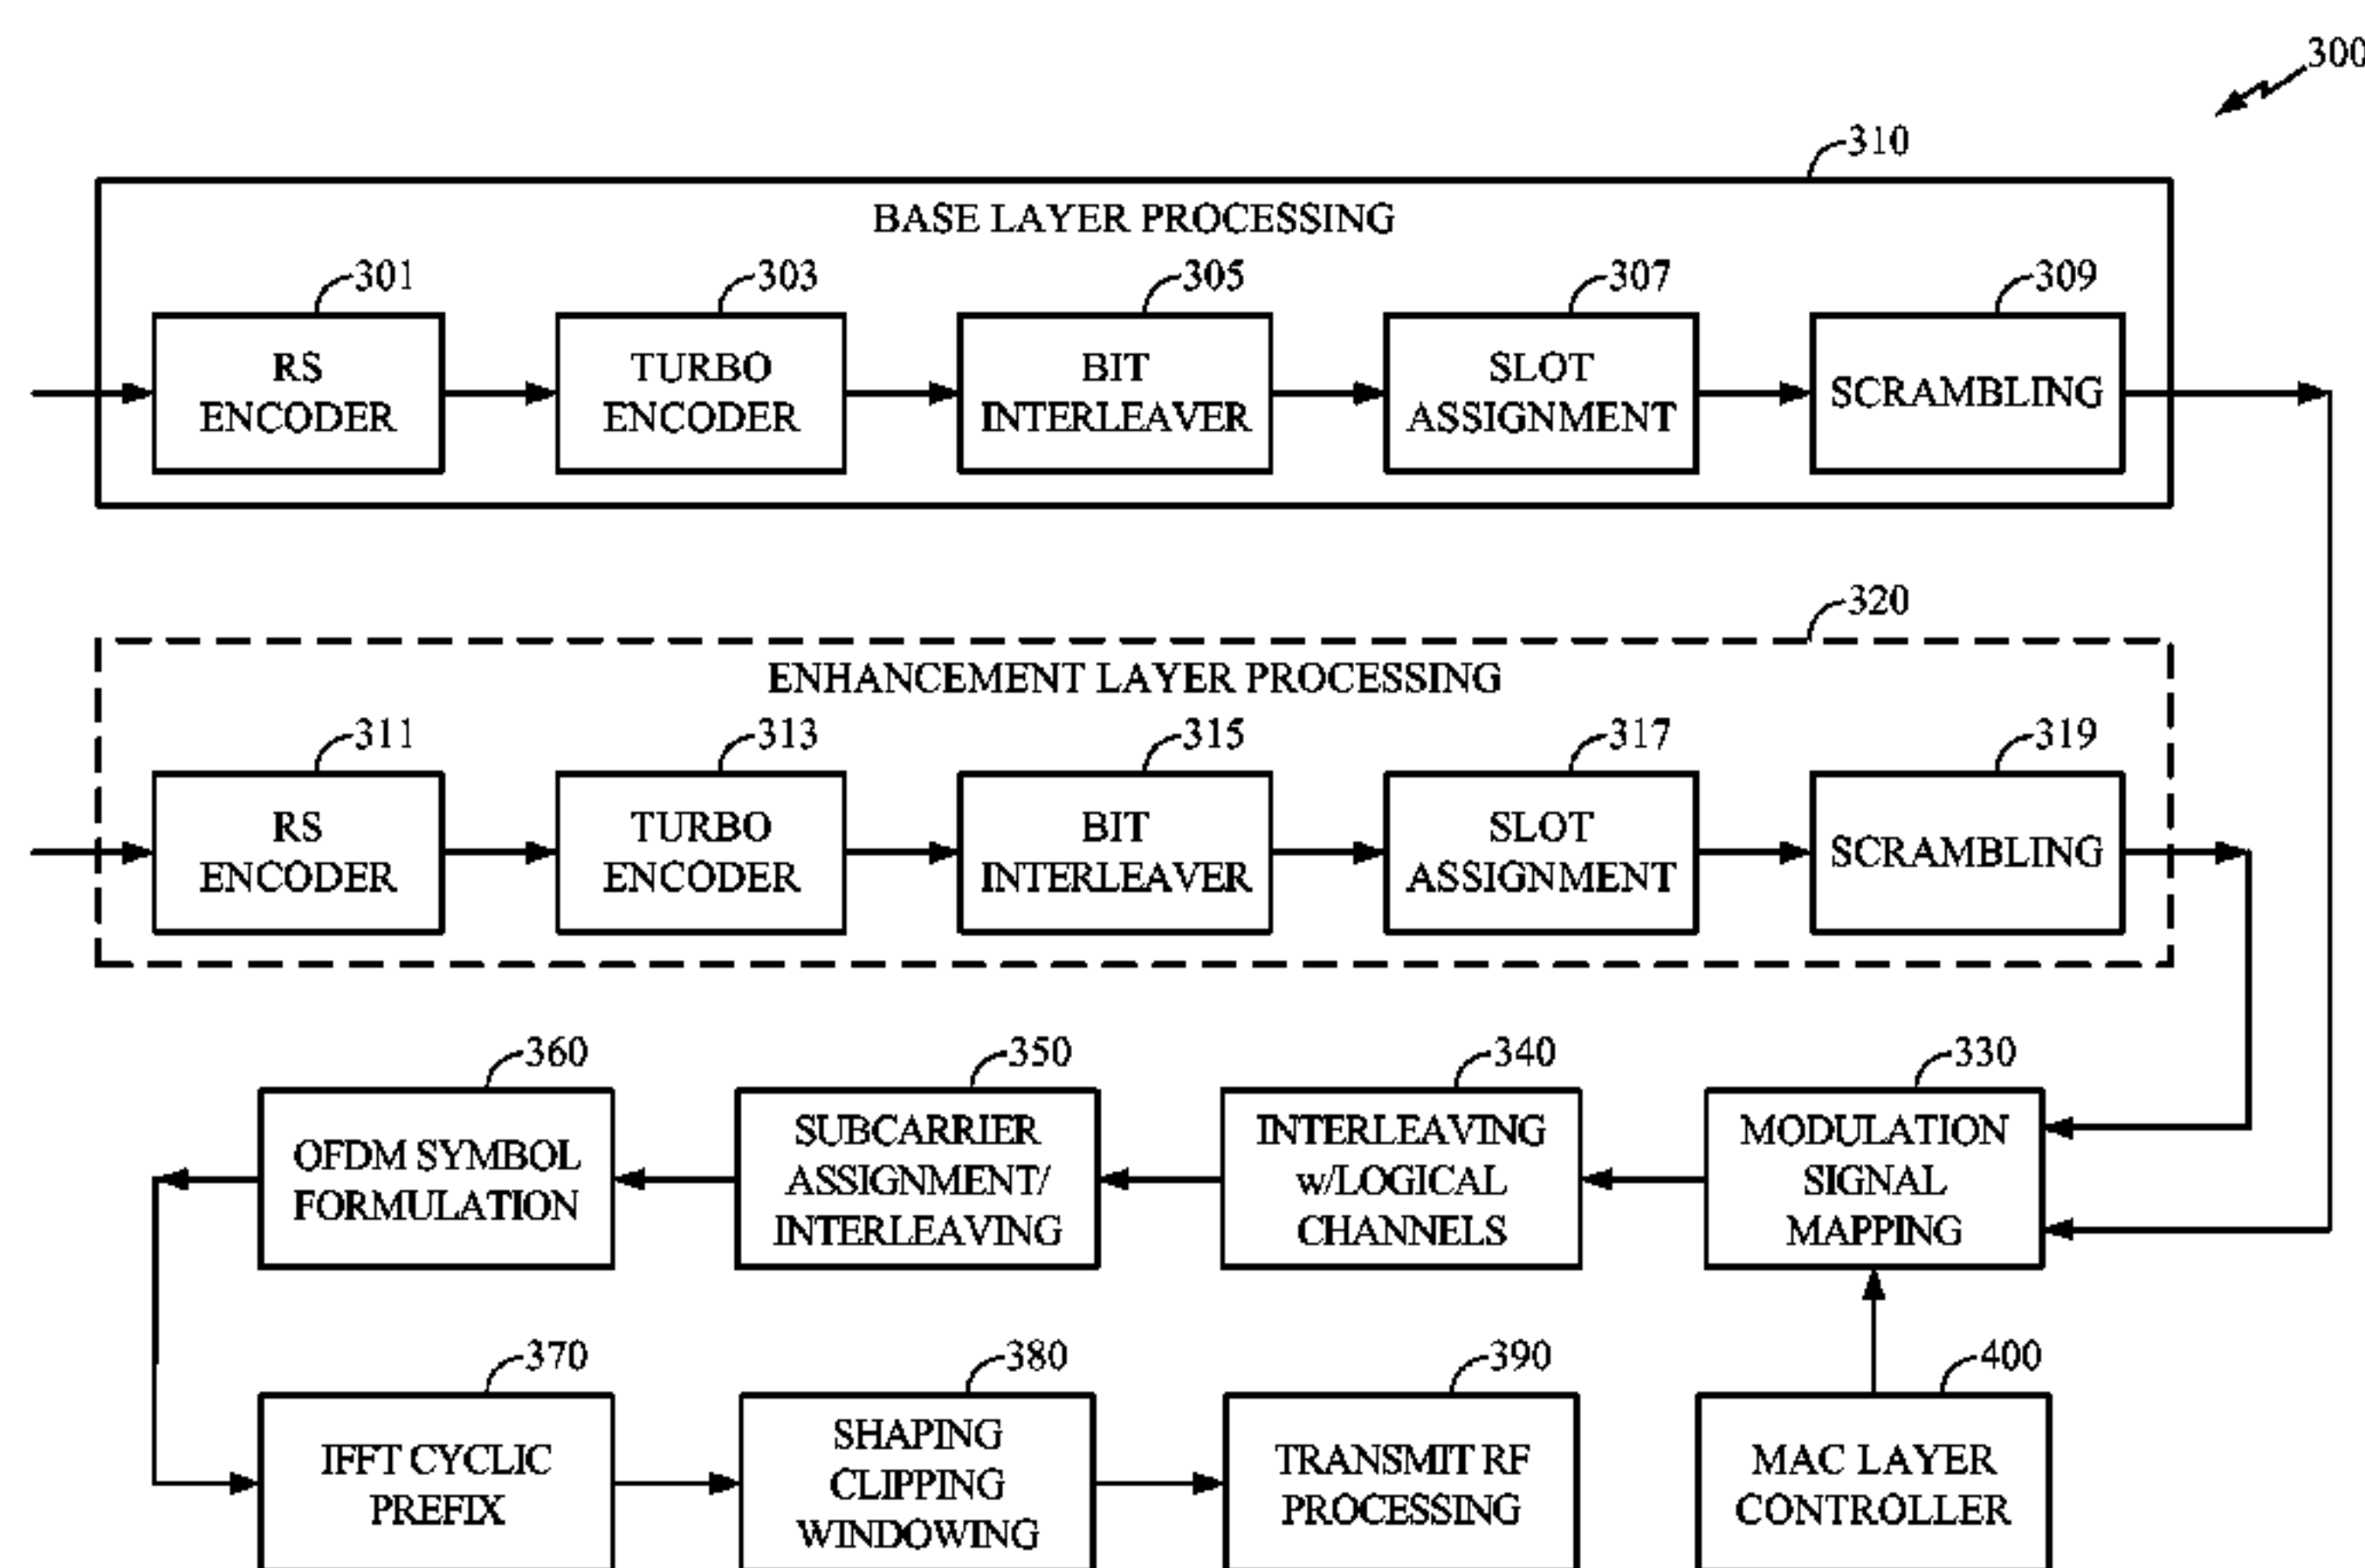 300
310
BASE LAYER PROCESSING
301
303
305
307
309
RS
ENCODER
TURBO
ENCODER
BIT
INTERLEAVER
SLOT
ASSIGNMENT
SCRAMBLING
320
ENHANCEMENT LAYER PROCESSING
311
313
315
317
319
RS
ENCODER
TURBO
ENCODER
BIT
INTERLEAVER
SLOT
ASSIGNMENT
SCRAMBLING
360
350
340
330
OFDM SYMBOL
FORMULATION
SUBCARRIER
ASSIGNMENT/
INTERLEAVING
INTERLEAVING
w/LOGICAL
CHANNELS
MODULATION
SIGNAL
MAPPING
370
380
390
400
IFFT CYCLIC
PREFIX
SHAPING
CLIPPING
WINDOWING
TRANSMIT RF
PROCESSING
MAC LAYER
CONTROLLER